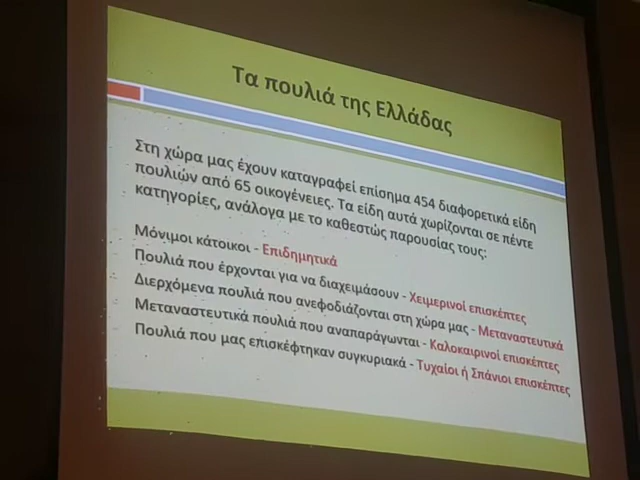 Τα πουλιά της Ελλάδας
Στη χώρα μας έχουν καταγραφεί επίσημα 454 διαφορετικά είδη
πουλιών από 65 οικογένειες. Τα είδη αυτά χωρίζονται σε πέντε
κατηγορίες, ανάλογα με το καθεστώς παρουσίας τους:
Μόνιμοι κάτοικοι - Επιδημητικά
Πουλιά που έρχονται για να διαχειμάσουν - Χειμερινοί επισκέπτες
Διερχόμενα πουλιά που ανεφοδιάζονται στη χώρα μας - Μεταναστευτικά
Μεταναστευτικά πουλιά που αναπαράγωνται - Καλοκαιρινοί επισκέπτες
Πουλιά που μας επισκέφτηκαν συγκυριακά - Τυχαίοι ή Σπάνιοι επισκέπτες